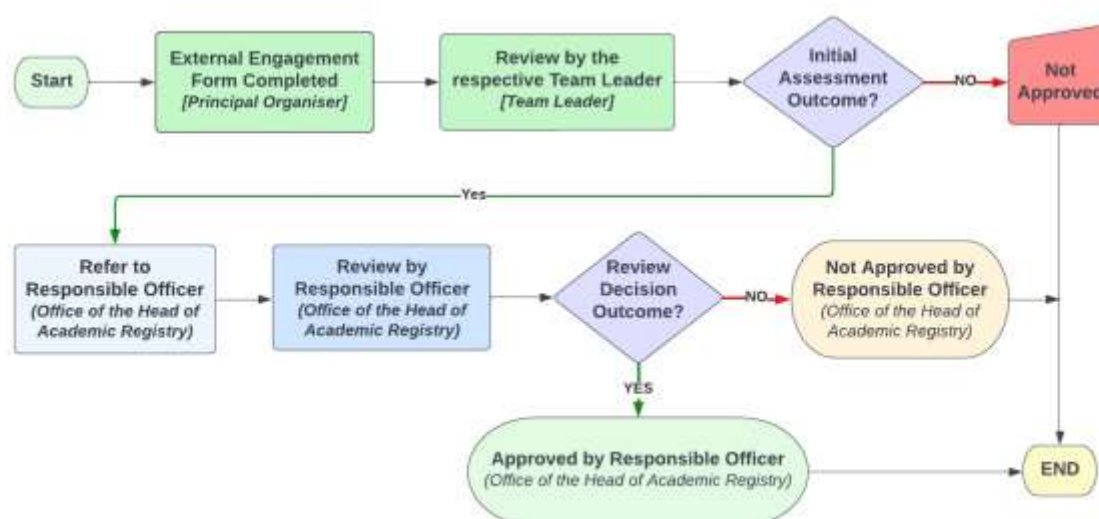 Start
External Engagement
Form Completed
[Principal Organiser]
Review by the
respective Team Leader
[Team Leader]
Initial
Assessment
Outcome?
NO
Not
Approved
Yes
Refer to
Responsible Officer
(Office of the Head of
Academic Registry)
Review by
Responsible Officer
(Office of the Head of
Academic Registry)
Review
Decision
Outcome?
NO
Not Approved by
Responsible Officer
(Office of the Head of
Academic Registry)
YES
Approved by Responsible Officer
(Office of the Head of Academic Registry)
END